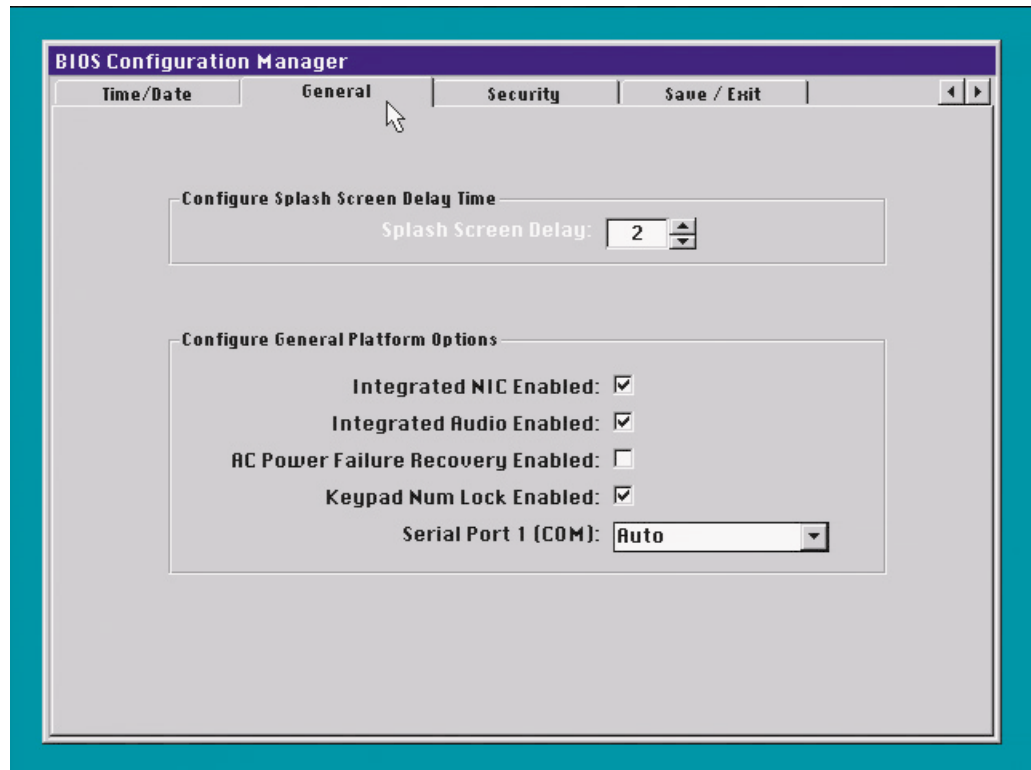 BIOS Configuration Manager
Time/Date General Security Save / Exit
Configure Splash Screen Delay Time
Splash Screen Delay: 2
Configure General Platform Options
Integrated NIC Enabled:
Integrated Audio Enabled:
AC Power Failure Recovery Enabled:
Keypad Num Lock Enabled:
Serial Port 1 (COM): Auto